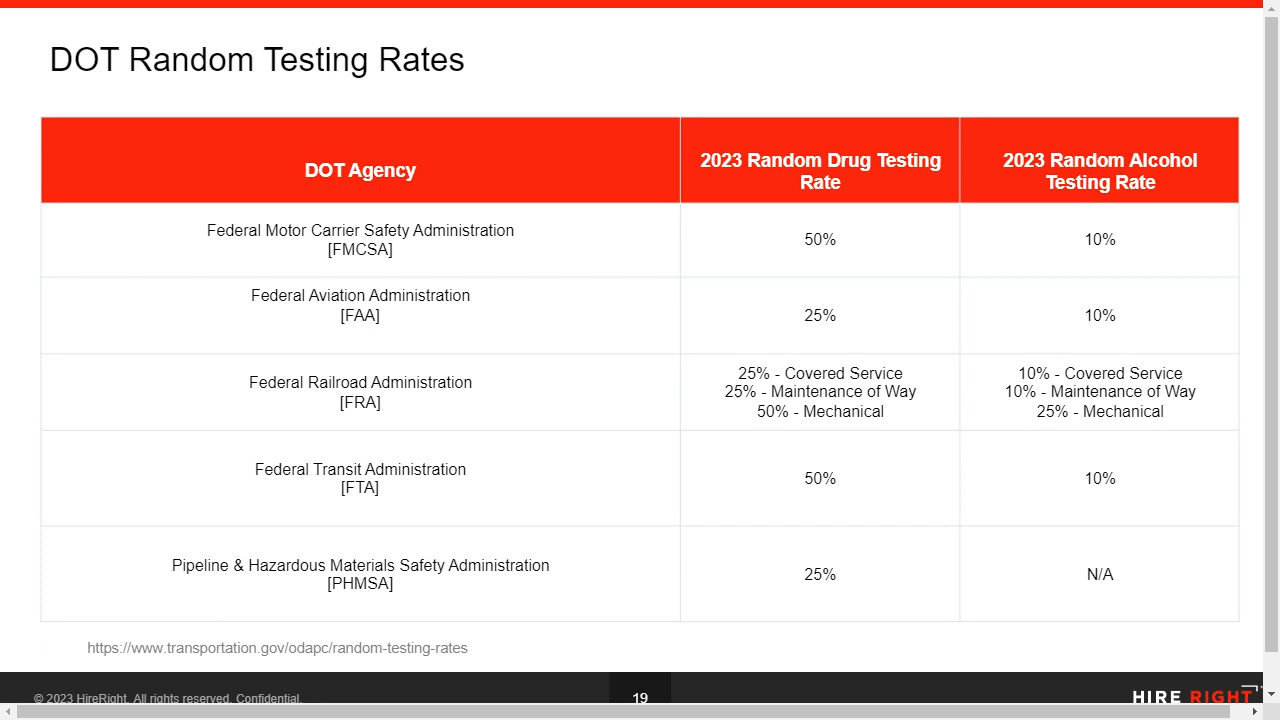 DOT Random Testing Rates
DOT Agency
2023 Random Drug Testing
Rate
2023 Random Alcohol
Testing Rate
Federal Motor Carrier Safety Administration
[FMCSA]
50%
10%
Federal Aviation Administration
[FAA]
25%
10%
Federal Railroad Administration
[FRA]
25% - Covered Service
25% - Maintenance of Way
50% - Mechanical
10% - Covered Service
10% - Maintenance of Way
25% - Mechanical
Federal Transit Administration
[FTA]
50%
10%
Pipeline & Hazardous Materials Safety Administration
[PHMSA]
25%
N/A
https://www.transportation.gov/odapc/random-testing-rates
© 2023 HireRight. All rights reserved. Confidential.
19
HIRE RIGHT